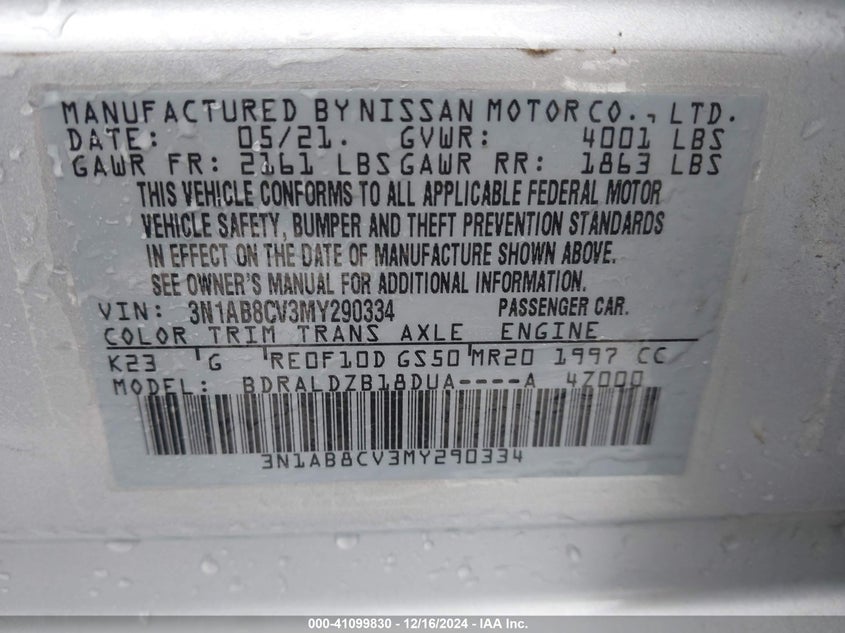 MANUFACTURED BY NISSAN MOTOR CO., LTD.
DATE: 05/21. GVWR: 4001 LBS
GAWR FR: 2161 LBS GAWR RR: 1863 LBS
THIS VEHICLE CONFORMS TO ALL APPLICABLE FEDERAL MOTOR
VEHICLE SAFETY, BUMPER AND THEFT PREVENTION STANDARDS
IN EFFECT ON THE DATE OF MANUFACTURE SHOWN ABOVE.
SEE OWNER'S MANUAL FOR ADDITIONAL INFORMATION.
VIN: 3N1AB8CV3MY290334 PASSENGER CAR.
COLOR TRIM TRANS AXLE ENGINE
K23 G RE0F10D GS50 MR20 1997 CC
MODEL: BDRALDZB18DUA----A 4Z000
3N1AB8CV3MY290334
000-41099830 - 12/16/2024 - IAA Inc.